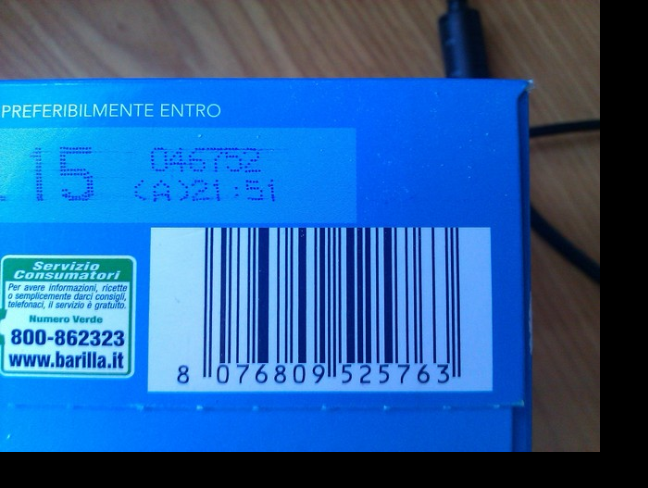 PREFERIBILMENTE ENTRO
15 046752
(A)21:51
Servizio
Consumatori
Per avere informazioni, ricette
o semplicemente darci consigli,
telefonaci, il servizio è gratuito.
Numero Verde
800-862323
www.barilla.it
8 076809 525763